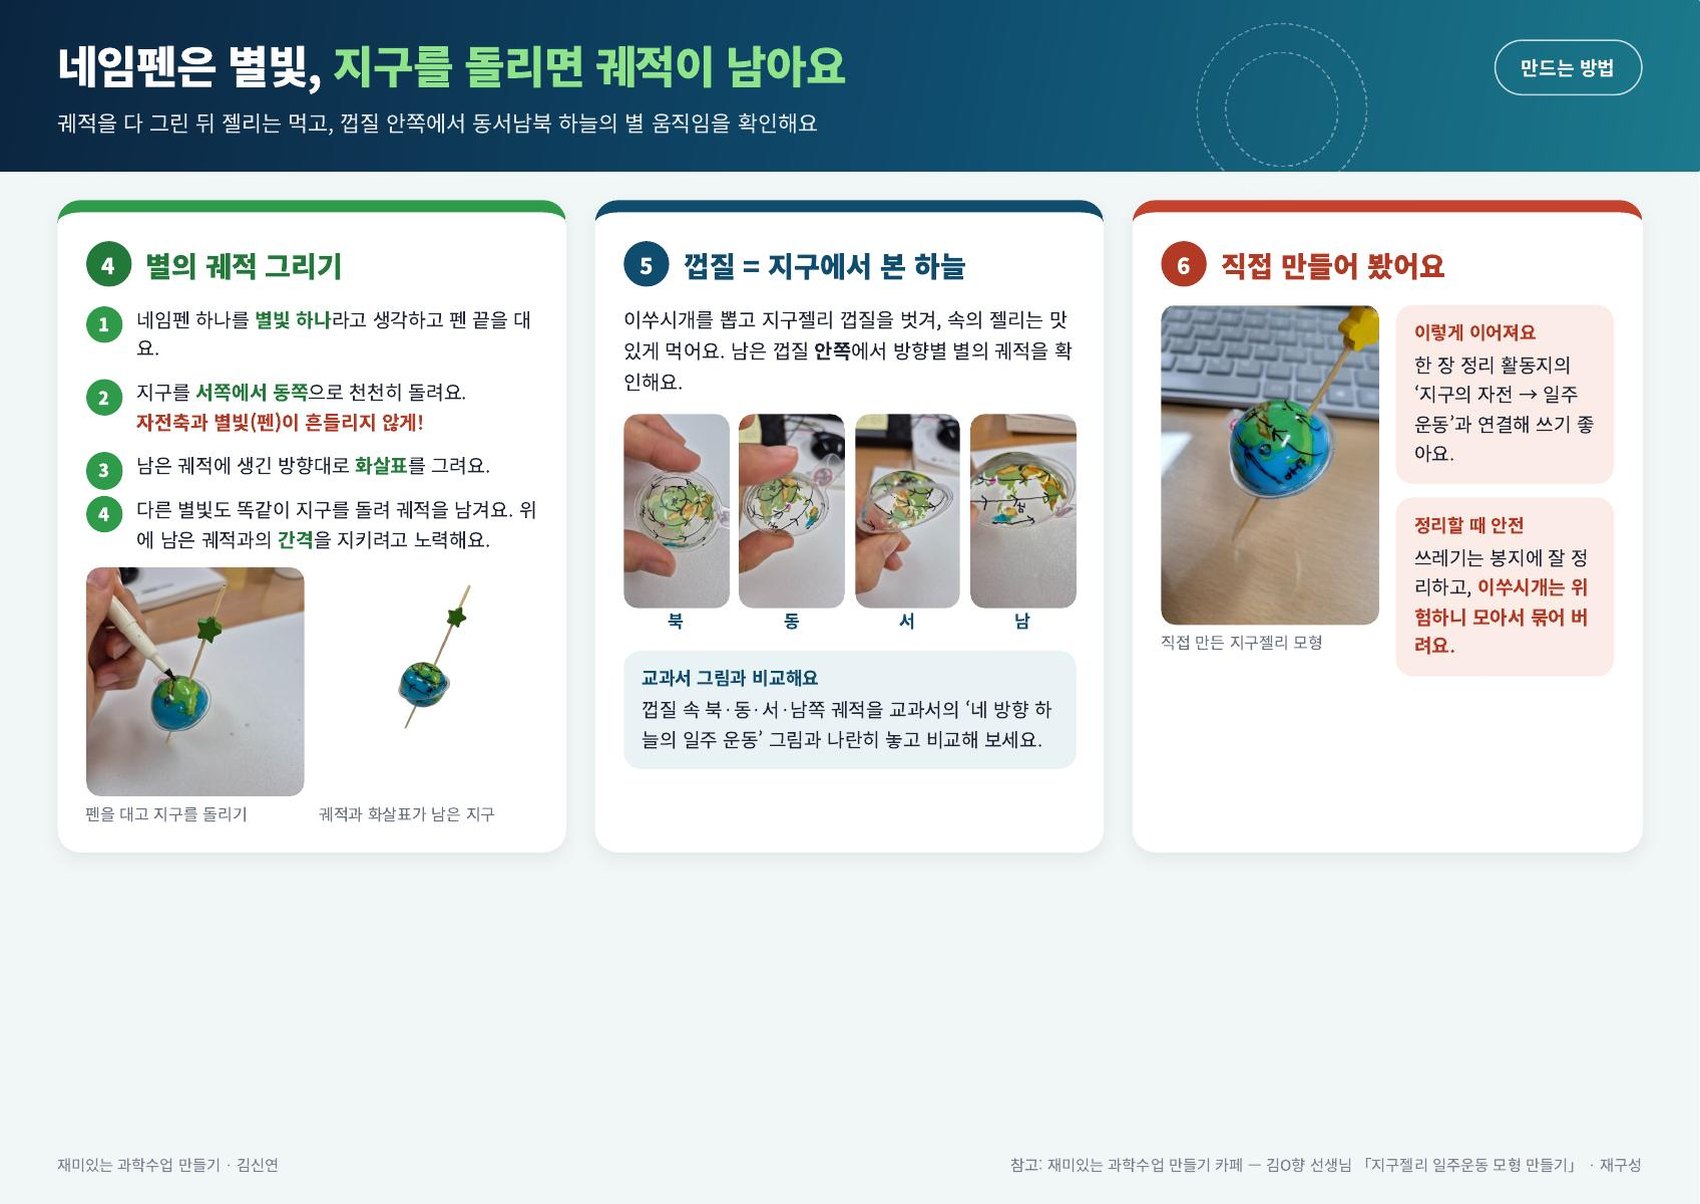 네임펜은 별빛, 지구를 돌리면 궤적이 남아요
만드는 방법
궤적을 다 그린 뒤 젤리는 먹고, 껍질 안쪽에서 동서남북 하늘의 별 움직임을 확인해요
4 별의 궤적 그리기
1 네임펜 하나를 별빛 하나라고 생각하고 펜 끝을 대
요.
2 지구를 서쪽에서 동쪽으로 천천히 돌려요.
자전축과 별빛(펜)이 흔들리지 않게!
3 남은 궤적에 생긴 방향대로 화살표를 그려요.
4 다른 별빛도 똑같이 지구를 돌려 궤적을 남겨요. 위
에 남은 궤적과의 간격을 지키려고 노력해요.
펜을 대고 지구를 돌리기
궤적과 화살표가 남은 지구
5 껍질 = 지구에서 본 하늘
이쑤시개를 뽑고 지구젤리 껍질을 벗겨, 속의 젤리는 맛
있게 먹어요. 남은 껍질 안쪽에서 방향별 별의 궤적을 확
인해요.
북
동
서
남
교과서 그림과 비교해요
껍질 속 북·동·서·남쪽 궤적을 교과서의 ‘네 방향 하
늘의 일주 운동’ 그림과 나란히 놓고 비교해 보세요.
6 직접 만들어 봤어요
직접 만든 지구젤리 모형
이렇게 이어져요
한 장 정리 활동지의
‘지구의 자전 → 일주
운동’과 연결해 쓰기 좋
아요.
정리할 때 안전
쓰레기는 봉지에 잘 정
리하고, 이쑤시개는 위
험하니 모아서 묶어 버
려요.
재미있는 과학수업 만들기 · 김신연
참고: 재미있는 과학수업 만들기 카페 — 김O향 선생님 「지구젤리 일주운동 모형 만들기」 · 재구성